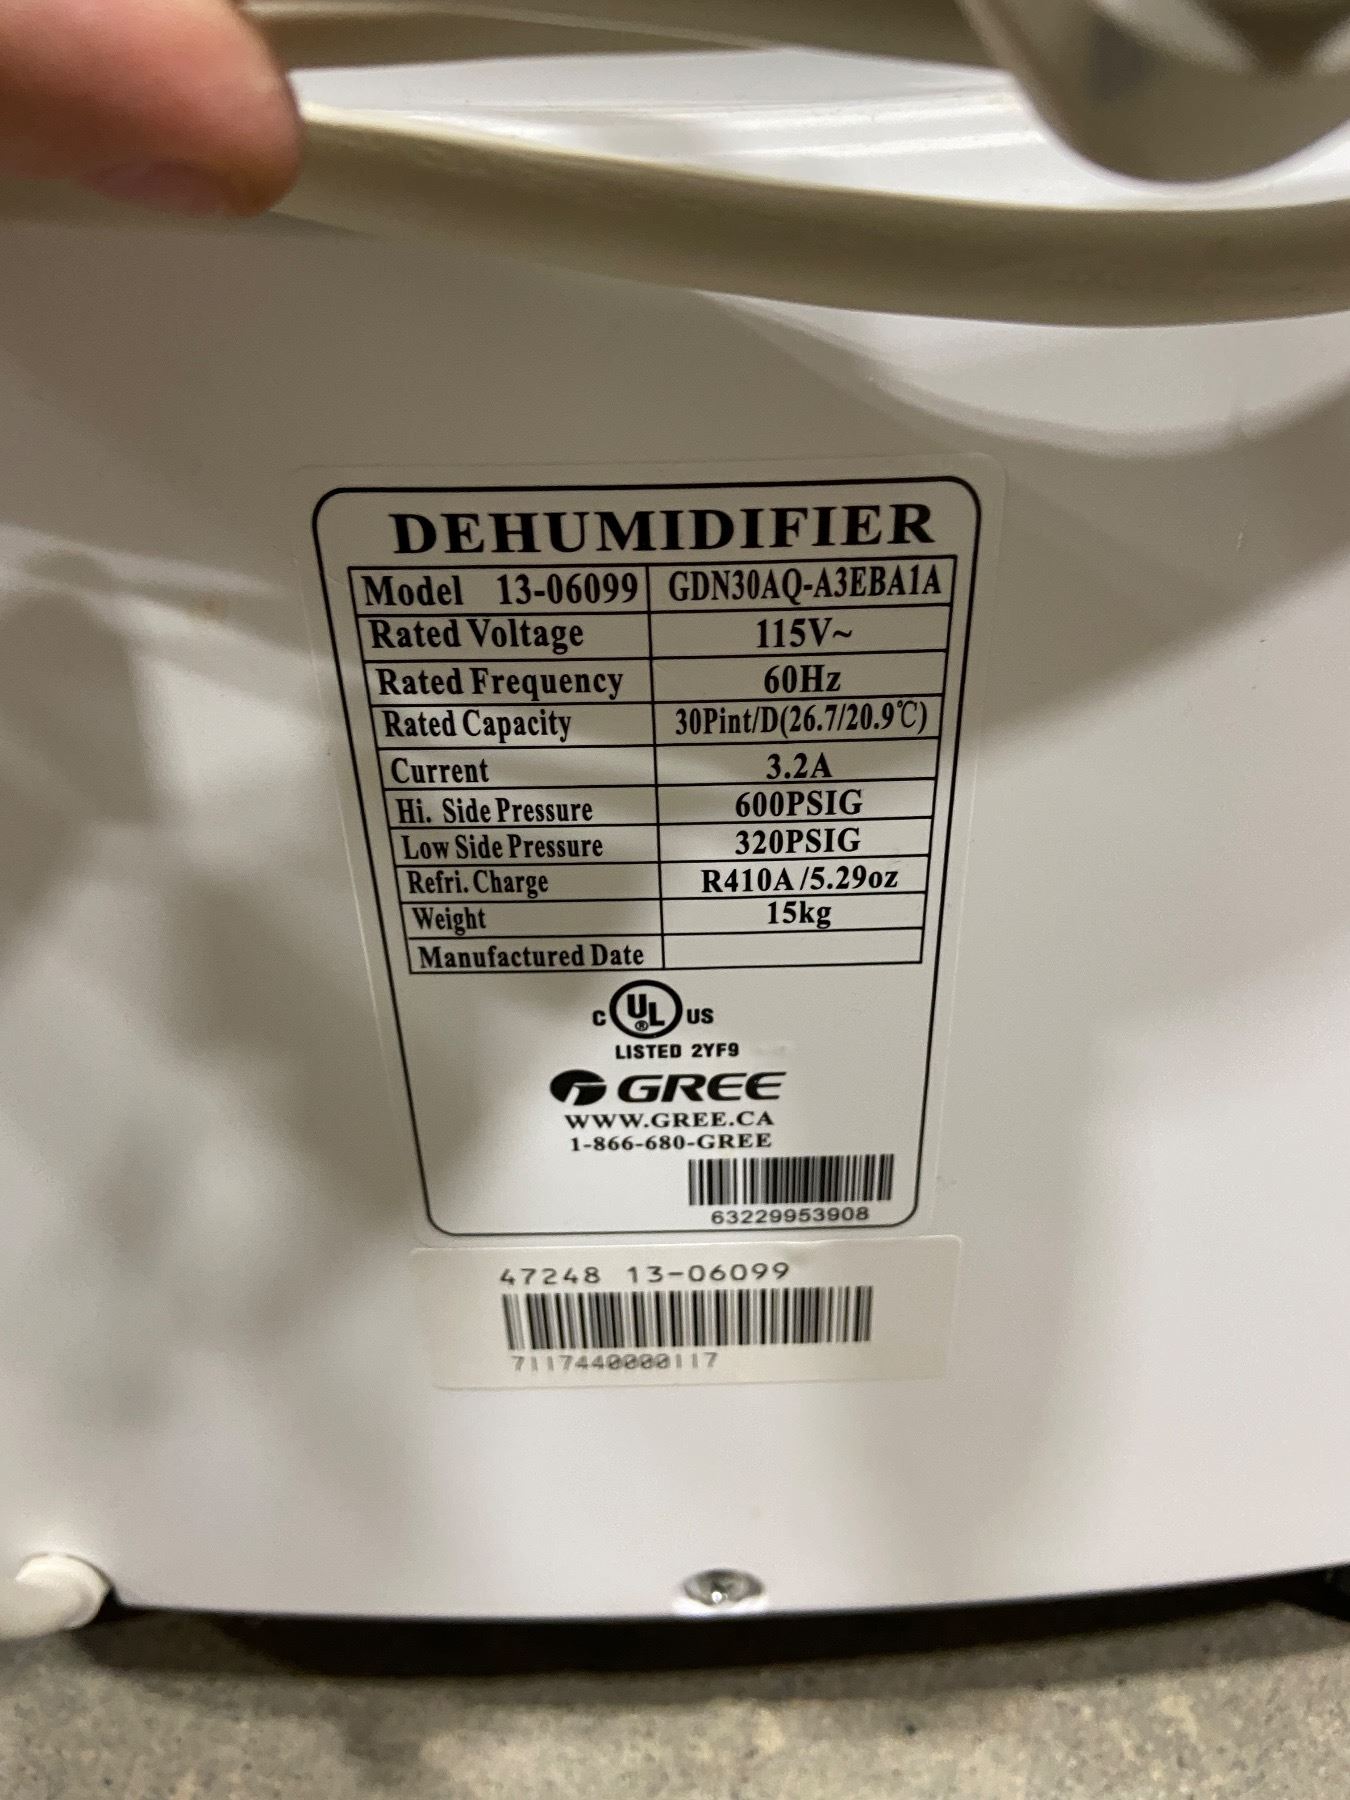 DEHUMIDIFIER
Model 13-06099 GDN30AQ-A3EBA1A
Rated Voltage 115V~
Rated Frequency 60Hz
Rated Capacity 30Pint/D(26.7/20.9℃)
Current 3.2A
Hi. Side Pressure 600PSIG
Low Side Pressure 320PSIG
Refri. Charge R410A/5.29oz
Weight 15kg
Manufactured Date
C UL ® US
LISTED 2YF9
GREE
WWW.GREE.CA
1-866-680-GREE
63229953908
47248 13-06099
7117440000117